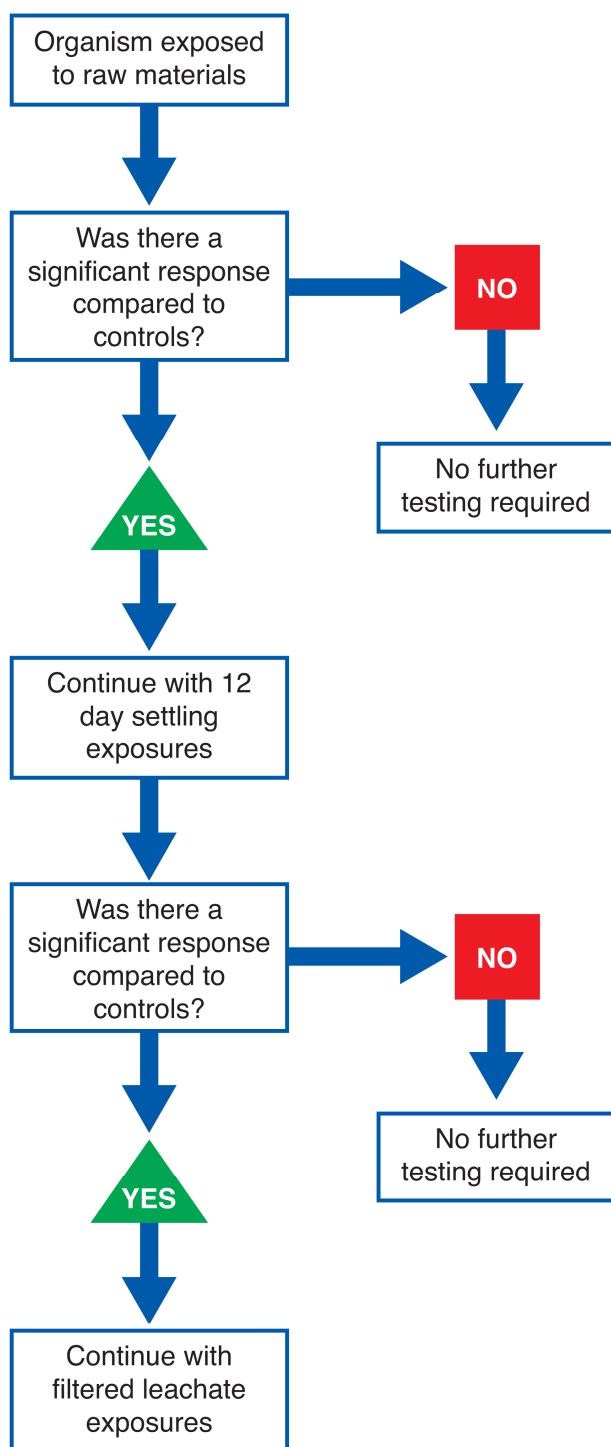 Organism exposed
to raw materials
Was there a
significant response
compared to
controls?
NO
No further
testing required
YES
Continue with 12
day settling
exposures
Was there a
significant response
compared to
controls?
NO
No further
testing required
YES
Continue with
filtered leachate
exposures